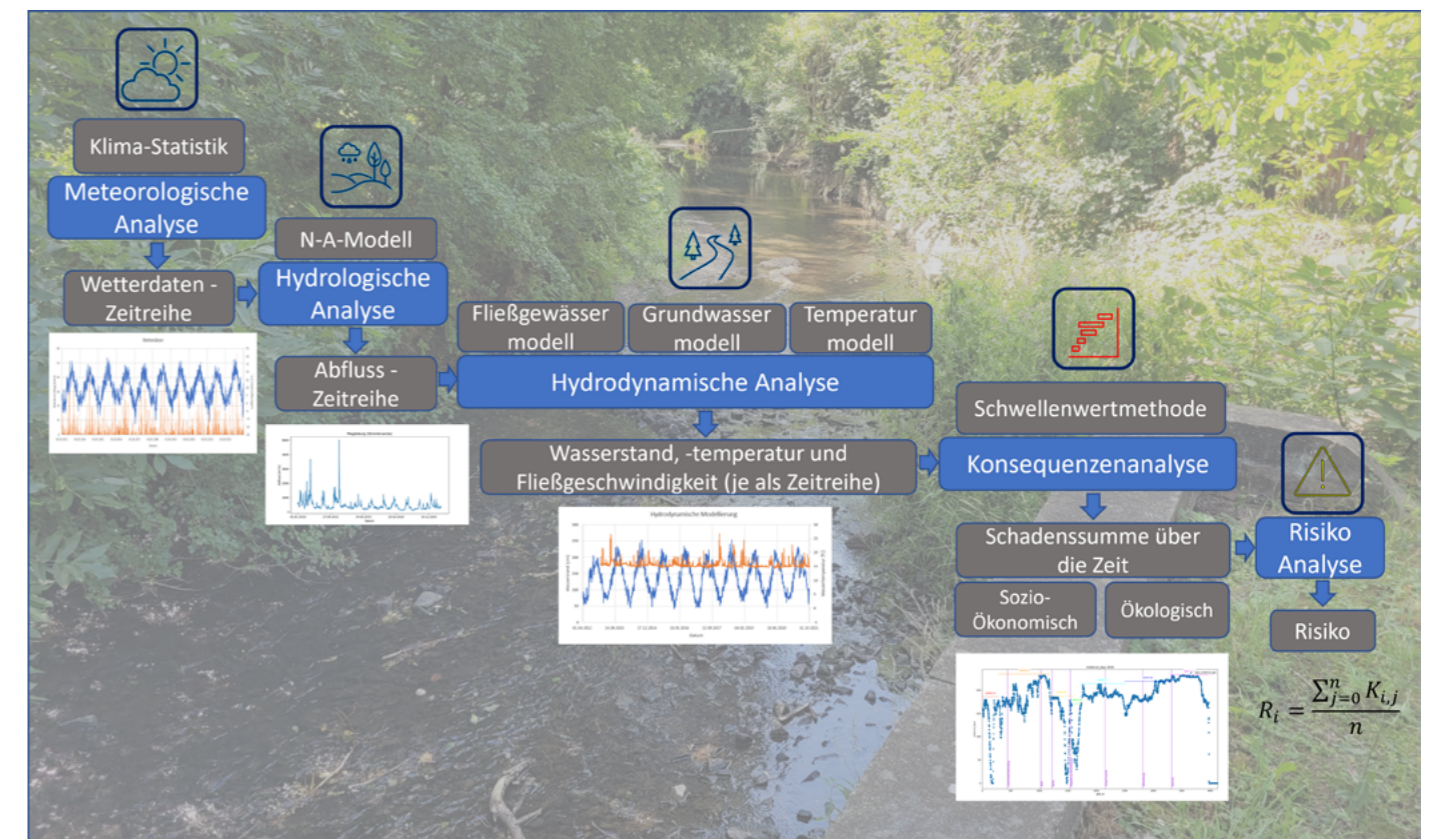 Klima-Statistik
Meteorologische
Analyse
Wetterdaten -
Zeitreihe
N-A-Modell
Hydrologische
Analyse
Abfluss -
Zeitreihe
Fließgewässer
modell
Grundwasser
modell
Temperatur
modell
Hydrodynamische Analyse
Wasserstand, -temperatur und
Fließgeschwindigkeit (je als Zeitreihe)
Hydrodynamische Modellierung
Datum
Schwellenwertmethode
Konsequenzenanalyse
Schadenssumme über
die Zeit
Sozio-
Ökonomisch
Ökologisch
Risiko
Analyse
Risiko
R_i = \frac{\sum_{j=0}^{n} K_{i,j}}{n}